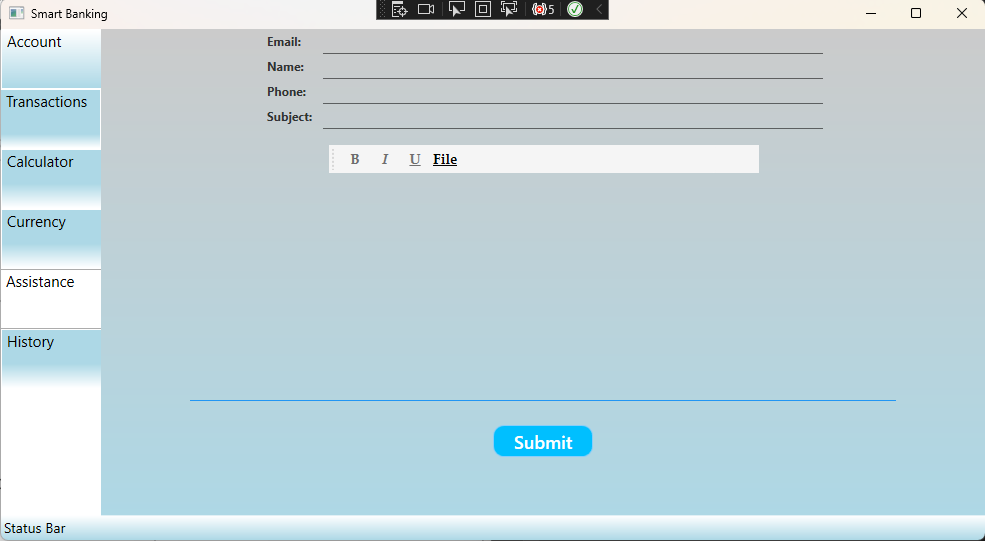 Smart Banking
5
Account
Transactions
Calculator
Currency
Assistance
History
Email:
Name:
Phone:
Subject:
B I U File
Submit
Status Bar